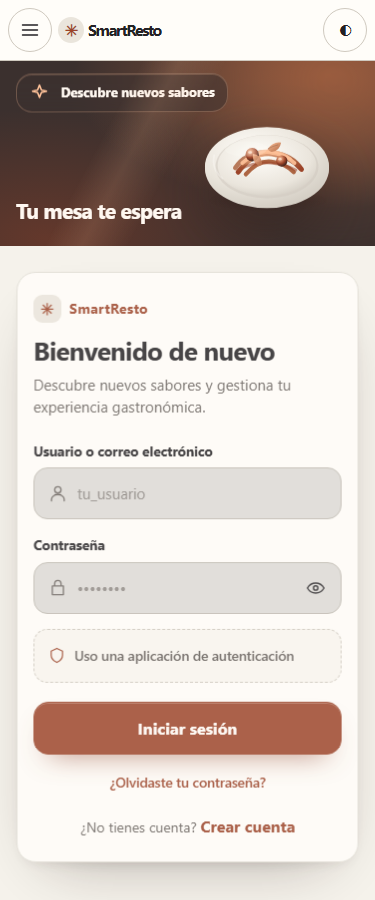 SmartResto
Descubre nuevos sabores
Tu mesa te espera
SmartResto
Bienvenido de nuevo
Descubre nuevos sabores y gestiona tu
experiencia gastronómica.
Usuario o correo electrónico
tu_usuario
Contraseña
••••••••
Uso una aplicación de autenticación
Iniciar sesión
¿Olvidaste tu contraseña?
¿No tienes cuenta? Crear cuenta